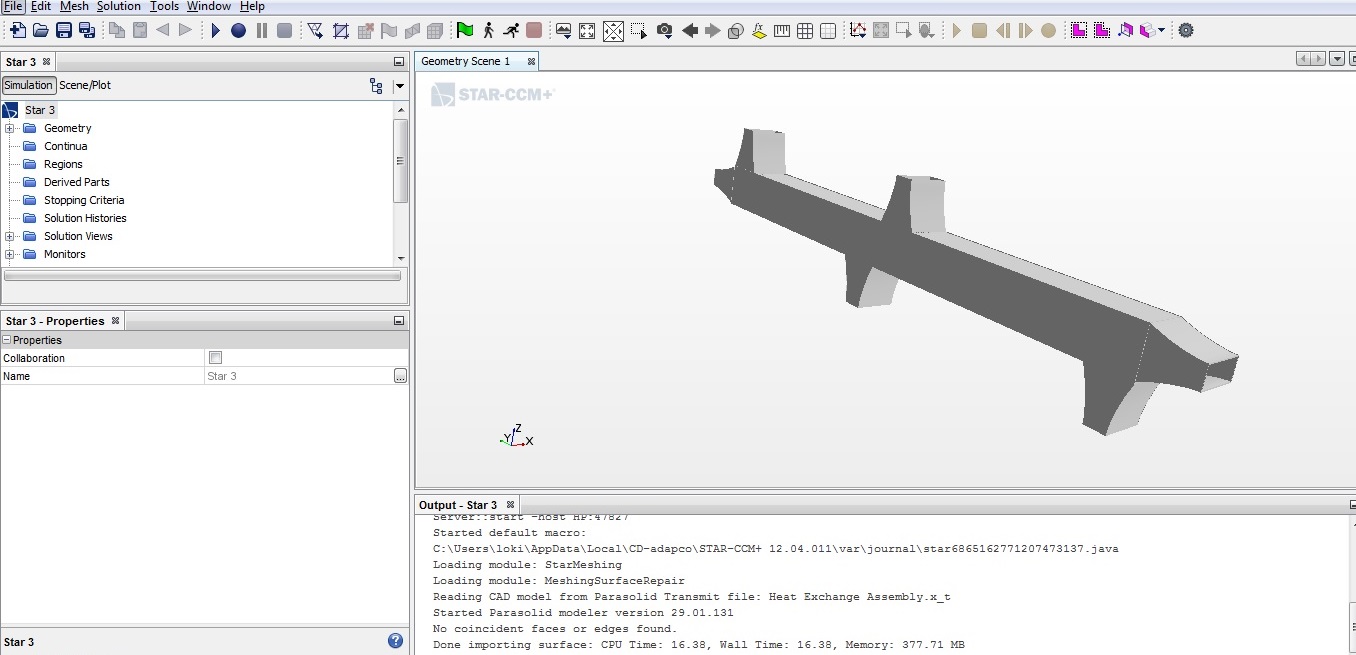 File Edit Mesh Solution Tools Window Help
Star 3
Simulation Scene/Plot
Star 3
Geometry
Continua
Regions
Derived Parts
Stopping Criteria
Solution Histories
Solution Views
Monitors
Star 3 - Properties
Properties
Collaboration
Name Star 3
...
Star 3
Geometry Scene 1
STAR-CCM+
Z
Y
X
Output - Star 3
Server::start -host HP:47827
Started default macro:
C:\Users\loki\AppData\Local\CD-adapco\STAR-CCM+ 12.04.011\var\journal\star6865162771207473137.java
Loading module: StarMeshing
Loading module: MeshingSurfaceRepair
Reading CAD model from Parasolid Transmit file: Heat Exchange Assembly.x_t
Started Parasolid modeler version 29.01.131
No coincident faces or edges found.
Done importing surface: CPU Time: 16.38, Wall Time: 16.38, Memory: 377.71 MB